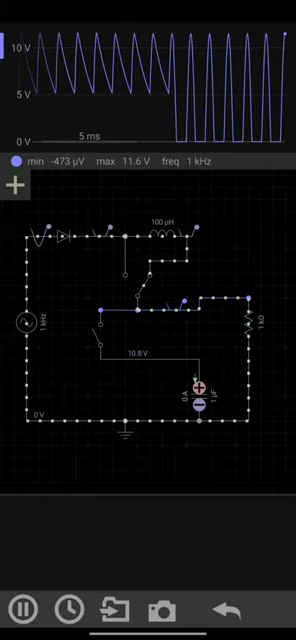 10 V
5 V
0 V
5 ms
min -473 µV max 11.6 V freq 1 kHz
100 µH
1 kHz
1 kΩ
10.8 V
0 A
1 µF
0 V